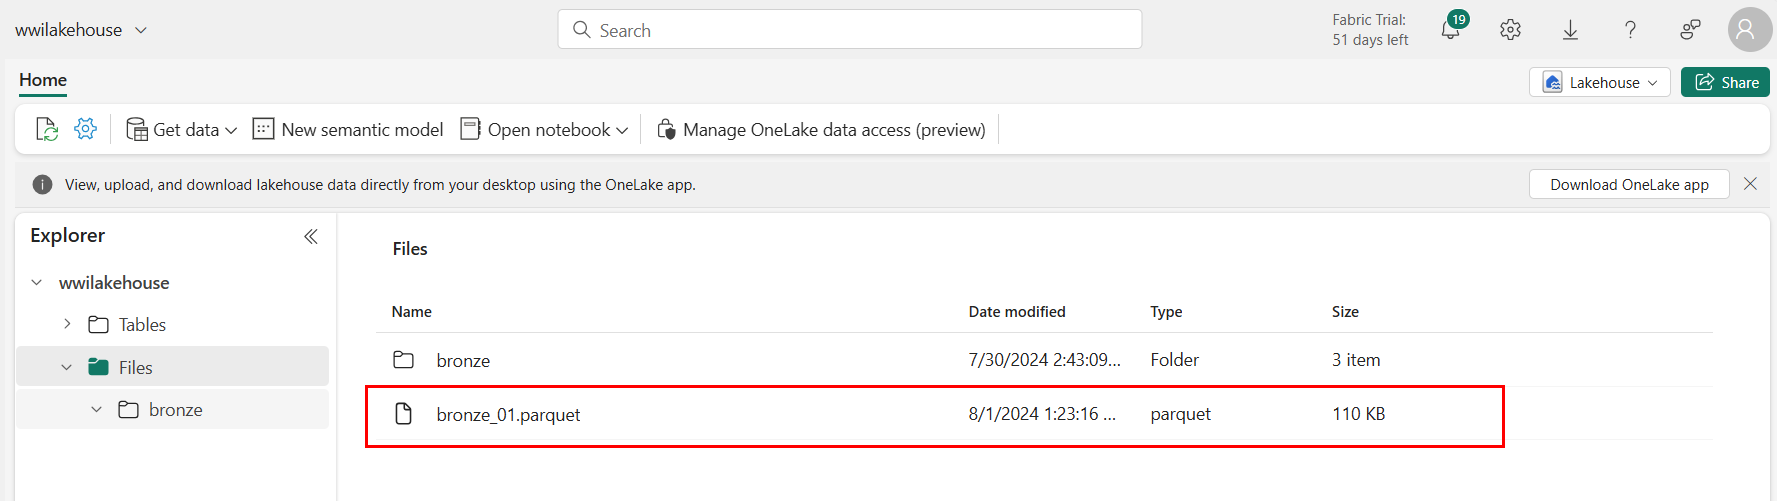 wwilakehouse
Search
Fabric Trial:
51 days left
19
?
Home
Lakehouse
Share
Get data
New semantic model
Open notebook
Manage OneLake data access (preview)
View, upload, and download lakehouse data directly from your desktop using the OneLake app.
Download OneLake app
Explorer
wwilakehouse
Tables
Files
bronze
Files
Name Date modified Type Size
bronze 7/30/2024 2:43:09... Folder 3 item
bronze_01.parquet 8/1/2024 1:23:16 ... parquet 110 KB